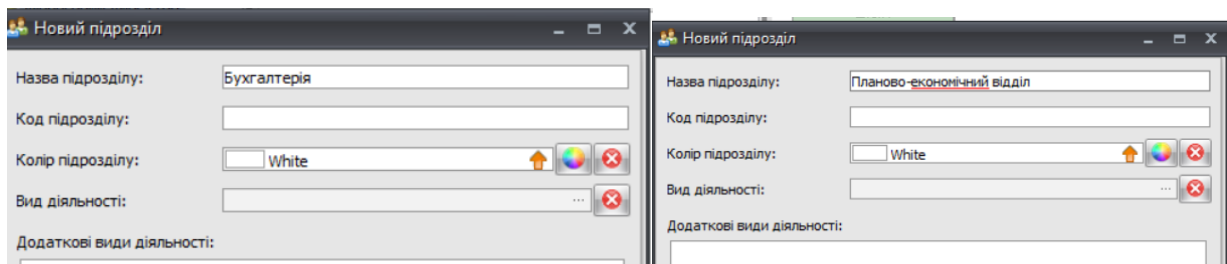 Новий підрозділ
Назва підрозділу: Бухгалтерія
Код підрозділу:
Колір підрозділу: White
Вид діяльності: ...
Додаткові види діяльності:
Новий підрозділ
Назва підрозділу: Планово-економічний відділ
Код підрозділу:
Колір підрозділу: White
Вид діяльності: ...
Додаткові види діяльності: